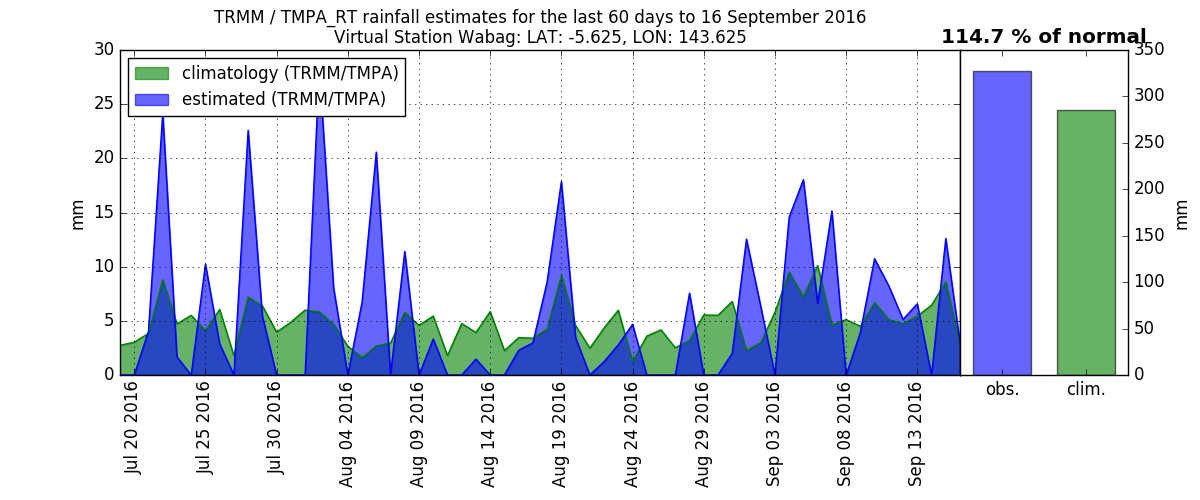 TRMM / TMPA_RT rainfall estimates for the last 60 days to 16 September 2016
Virtual Station Wabag: LAT: -5.625, LON: 143.625
114.7 % of normal
climatology (TRMM/TMPA)
estimated (TRMM/TMPA)
30
25
20
15
10
5
0
mm
350
300
250
200
150
100
50
0
mm
Jul 20 2016
Jul 25 2016
Jul 30 2016
Aug 04 2016
Aug 09 2016
Aug 14 2016
Aug 19 2016
Aug 24 2016
Aug 29 2016
Sep 03 2016
Sep 08 2016
Sep 13 2016
obs.
clim.